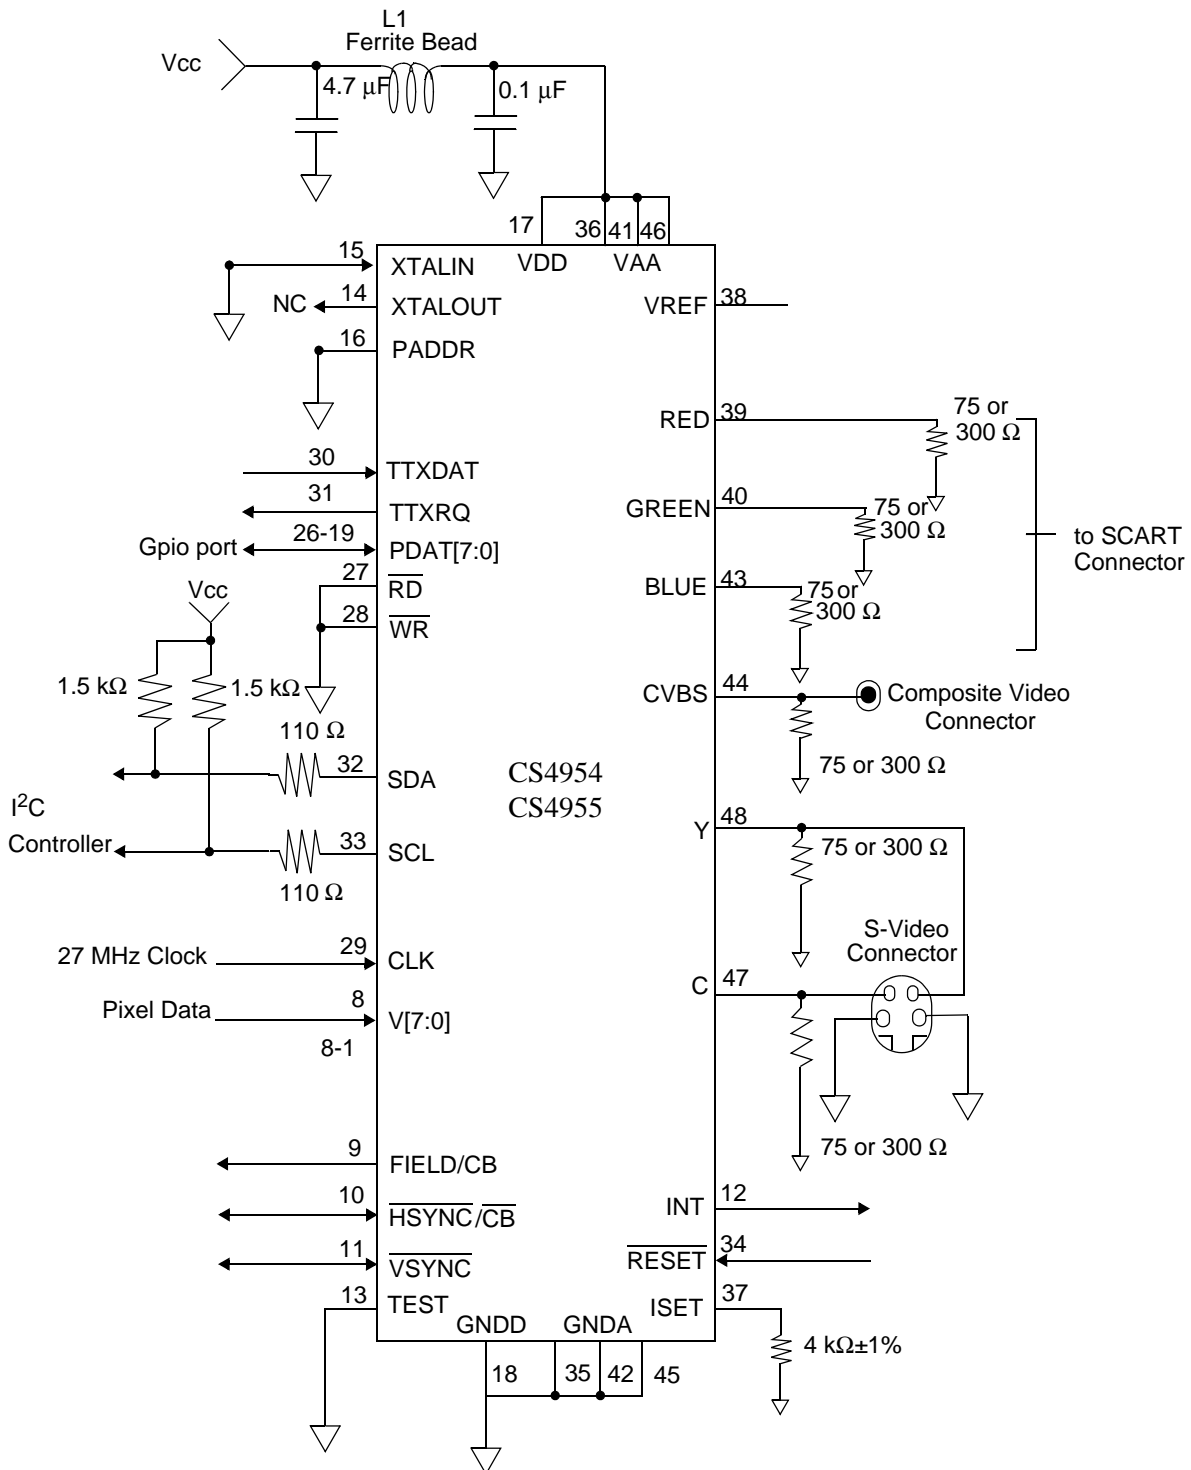 L1
Ferrite Bead
Vcc
4.7 μF
0.1 μF
17
36
41
46
VDD
VAA
15
XTALIN
NC
14
XTALOUT
VREF
38
16
PADDR
RED
39
75 or
300 Ω
30
TTXDAT
31
TTXRQ
GREEN
40
75 or
300 Ω
to SCART
Connector
Gpio port
26-19
PDAT[7:0]
27
RD
BLUE
43
75 or
300 Ω
Vcc
28
WR
1.5 kΩ
1.5 kΩ
CVBS
44
Composite Video
Connector
110 Ω
75 or 300 Ω
32
SDA
CS4954
CS4955
I²C
Controller
33
SCL
110 Ω
Y
48
75 or 300 Ω
S-Video
Connector
27 MHz Clock
29
CLK
C
47
Pixel Data
8
V[7:0]
8-1
75 or 300 Ω
9
FIELD/CB
10
HSYNC/CB
INT
12
11
VSYNC
RESET
34
13
TEST
ISET
37
GNDD
GNDA
4 kΩ±1%
18
35
42
45